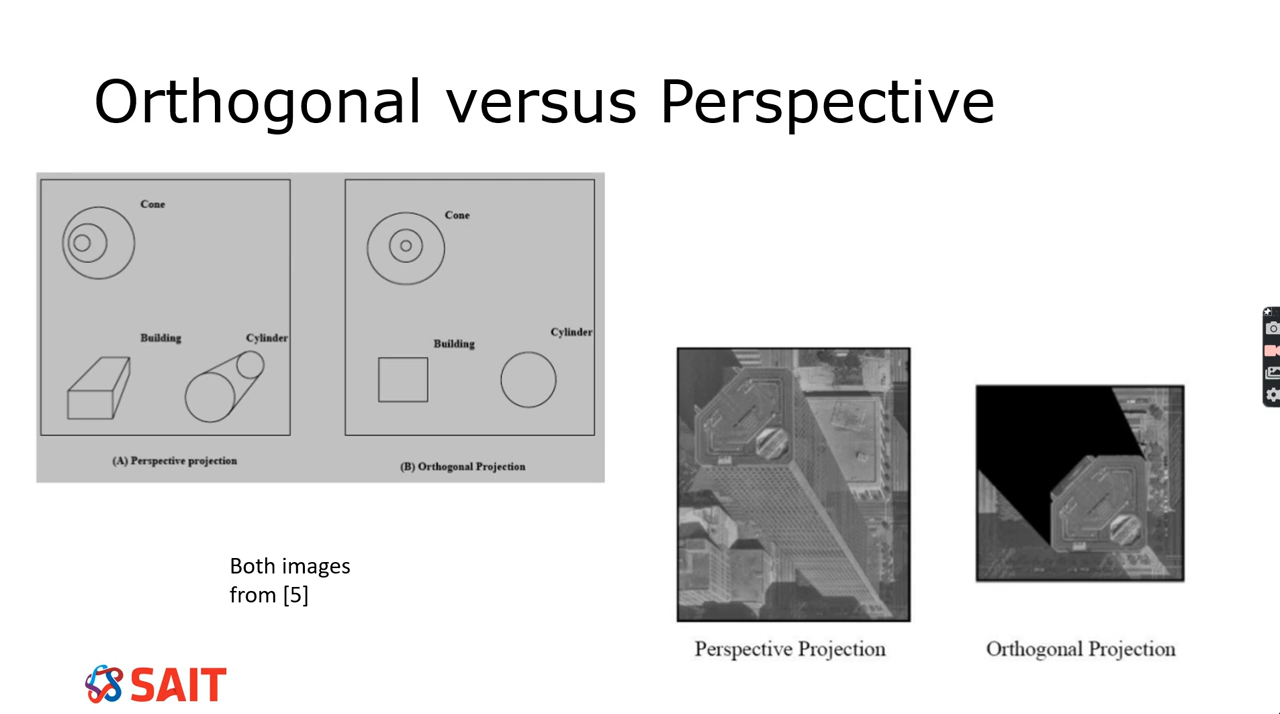 Orthogonal versus Perspective
Cone
Building
Cylinder
(A) Perspective projection
Cone
Building
Cylinder
(B) Orthogonal Projection
Perspective Projection
Orthogonal Projection
Both images
from [5]
SAIT